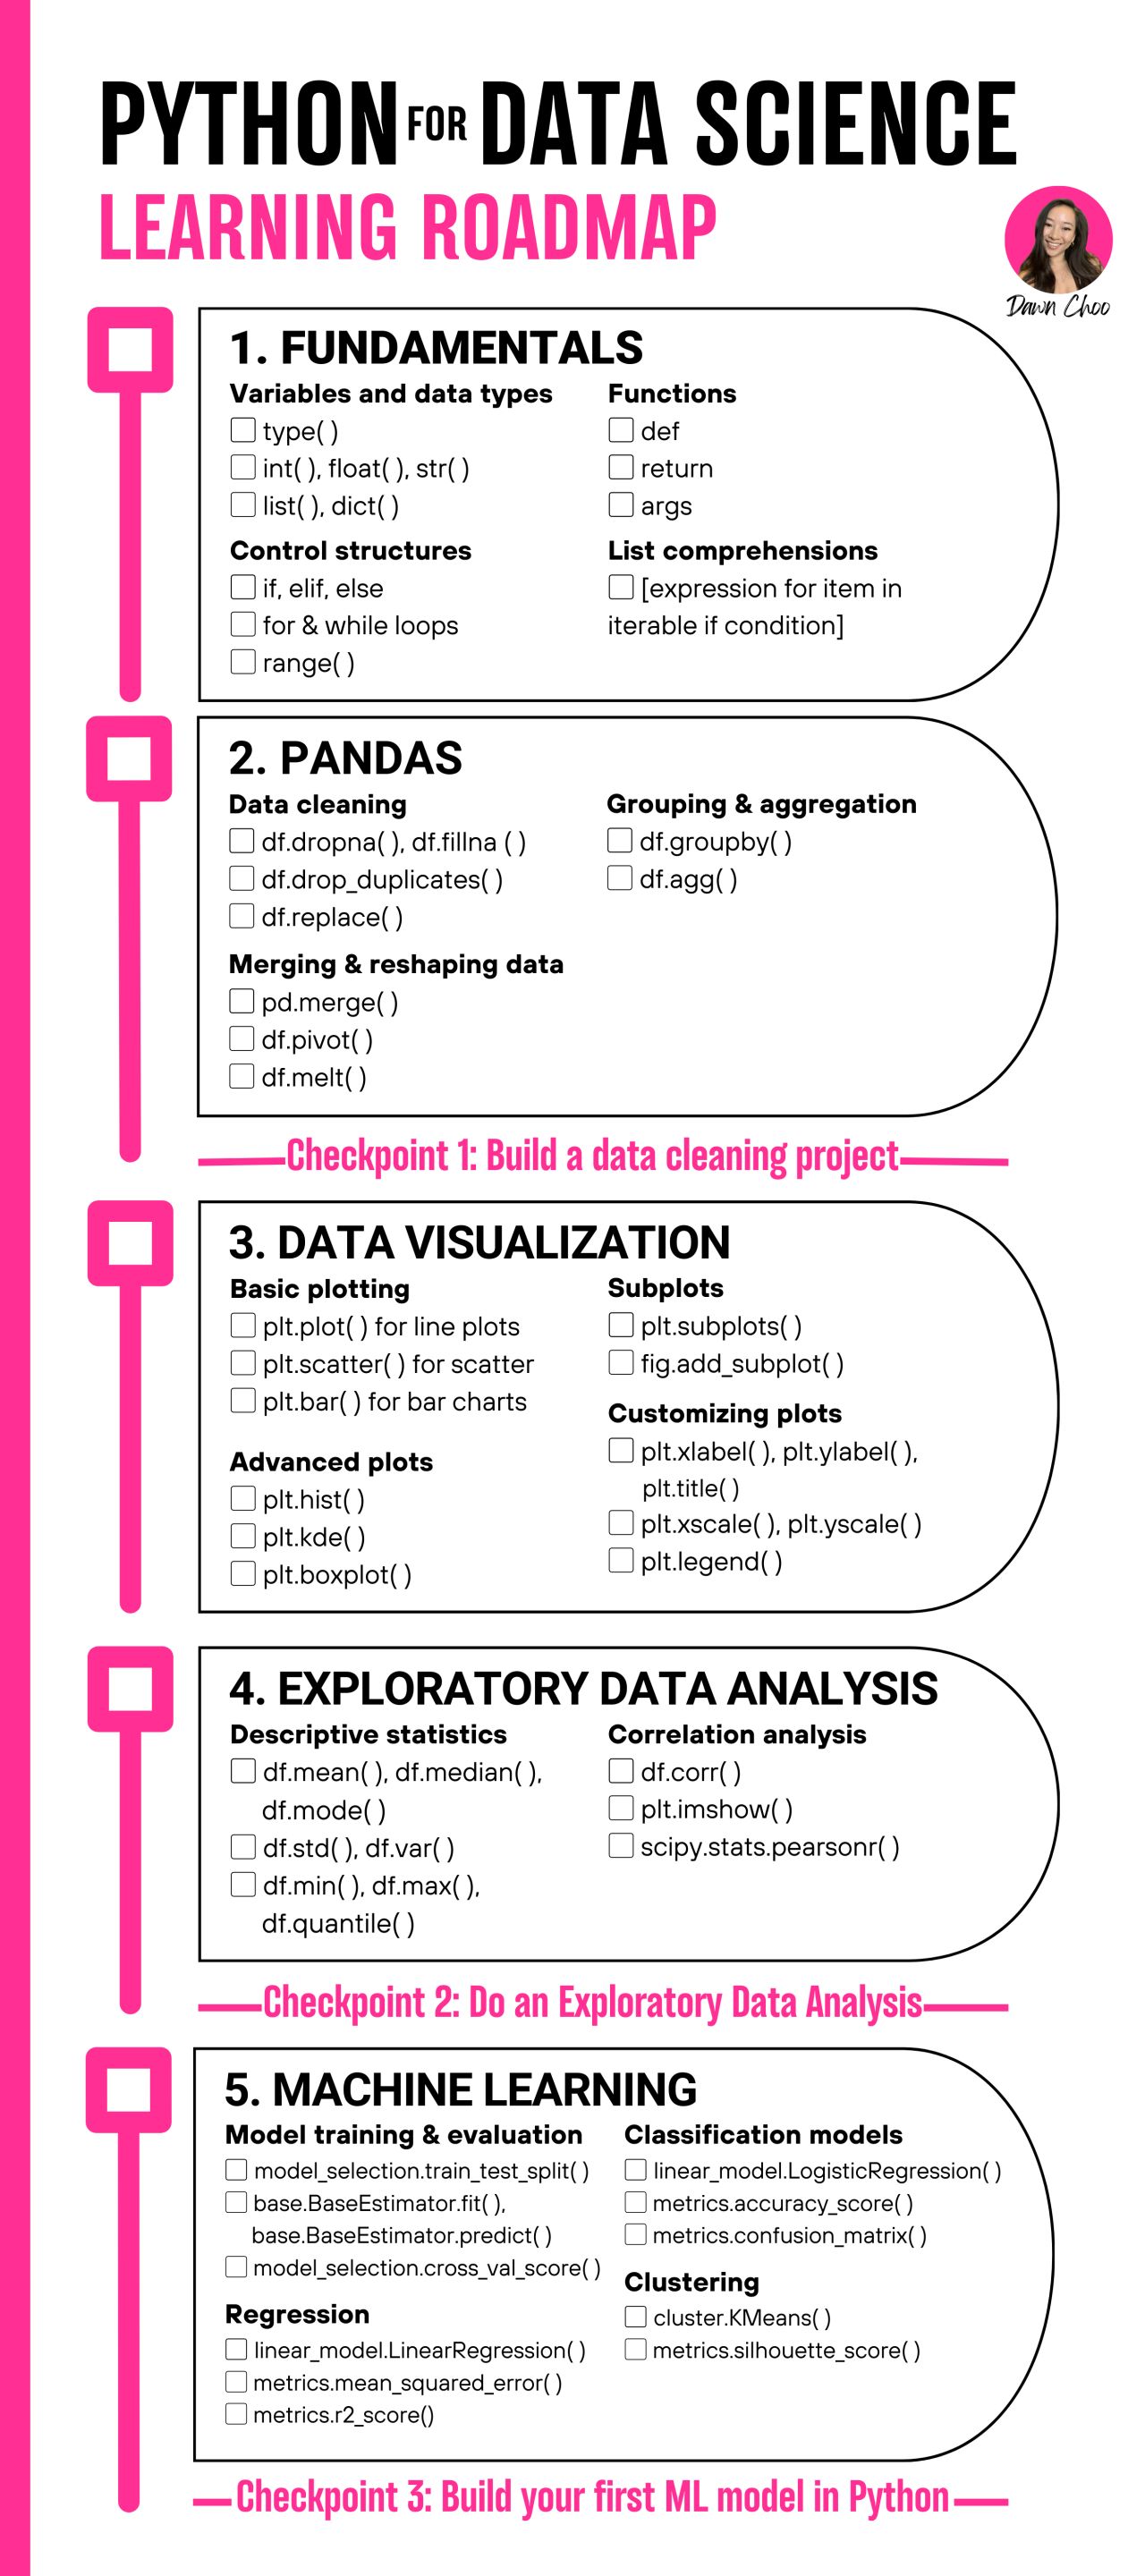 PYTHON FOR DATA SCIENCE
LEARNING ROADMAP
Dawn Choo
1. FUNDAMENTALS
Variables and data types
type( )
int( ), float( ), str( )
list( ), dict( )
Control structures
if, elif, else
for & while loops
range( )
Functions
def
return
args
List comprehensions
[expression for item in
iterable if condition]
2. PANDAS
Data cleaning
df.dropna( ), df.fillna ( )
df.drop_duplicates( )
df.replace( )
Merging & reshaping data
pd.merge( )
df.pivot( )
df.melt( )
Grouping & aggregation
df.groupby( )
df.agg( )
Checkpoint 1: Build a data cleaning project
3. DATA VISUALIZATION
Basic plotting
plt.plot( ) for line plots
plt.scatter( ) for scatter
plt.bar( ) for bar charts
Advanced plots
plt.hist( )
plt.kde( )
plt.boxplot( )
Subplots
plt.subplots( )
fig.add_subplot( )
Customizing plots
plt.xlabel( ), plt.ylabel( ),
plt.title( )
plt.xscale( ), plt.yscale( )
plt.legend( )
4. EXPLORATORY DATA ANALYSIS
Descriptive statistics
df.mean( ), df.median( ),
df.mode( )
df.std( ), df.var( )
df.min( ), df.max( ),
df.quantile( )
Correlation analysis
df.corr( )
plt.imshow( )
scipy.stats.pearsonr( )
Checkpoint 2: Do an Exploratory Data Analysis
5. MACHINE LEARNING
Model training & evaluation
model_selection.train_test_split( )
base.BaseEstimator.fit( ),
base.BaseEstimator.predict( )
model_selection.cross_val_score( )
Regression
linear_model.LinearRegression( )
metrics.mean_squared_error( )
metrics.r2_score()
Classification models
linear_model.LogisticRegression( )
metrics.accuracy_score( )
metrics.confusion_matrix( )
Clustering
cluster.KMeans( )
metrics.silhouette_score( )
Checkpoint 3: Build your first ML model in Python